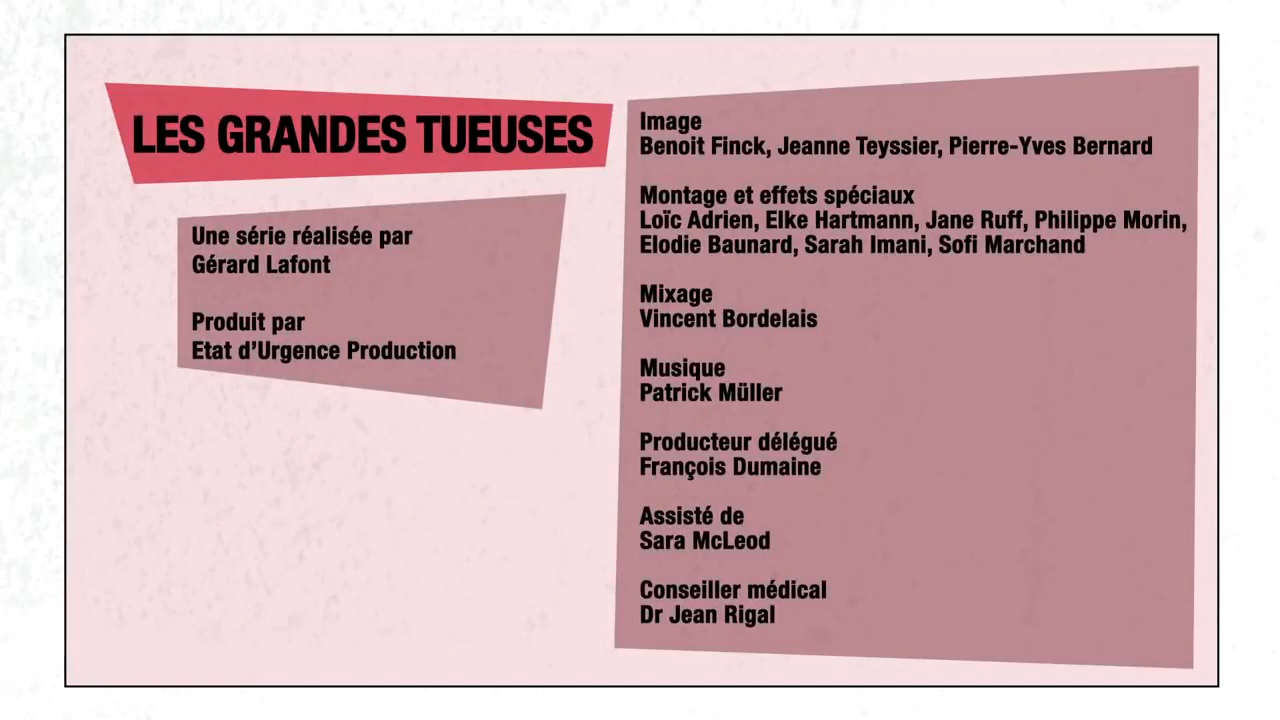 LES GRANDES TUEUSES
Une série réalisée par
Gérard Lafont
Produit par
Etat d’Urgence Production
Image
Benoit Finck, Jeanne Teyssier, Pierre-Yves Bernard
Montage et effets spéciaux
Loïc Adrien, Elke Hartmann, Jane Ruff, Philippe Morin,
Elodie Baunard, Sarah Imani, Sofi Marchand
Mixage
Vincent Bordelais
Musique
Patrick Müller
Producteur délégué
François Dumaine
Assisté de
Sara McLeod
Conseiller médical
Dr Jean Rigal